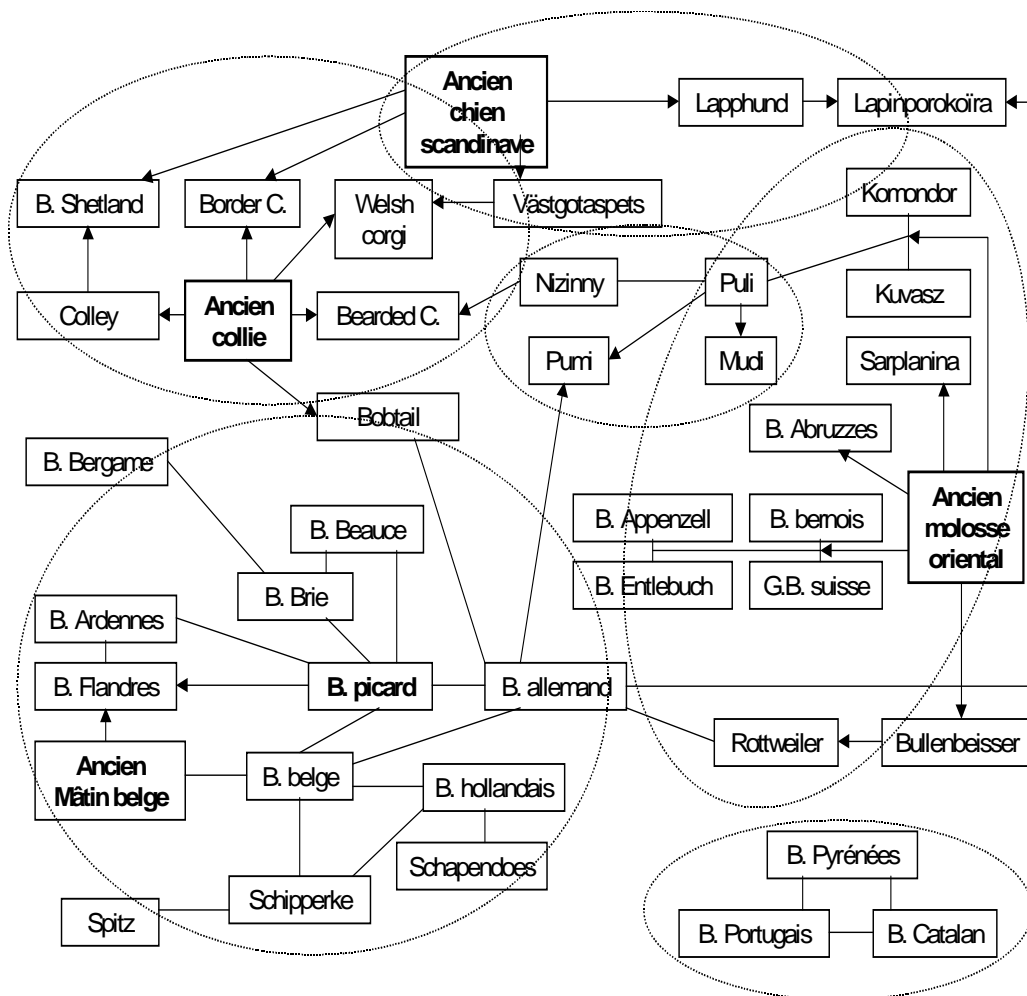 Ancien
chien
scandinave
Lapphund
Lapinporokoïra
B. Shetland
Border C.
Welsh
corgi
Västgotaspets
Komondor
Nizinny
Puli
Kuvasz
Colley
Ancien
collie
Bearded C.
Pumi
Mudi
Sarplanina
Bobtail
B. Abruzzes
B. Bergame
B. Beauce
B. Appenzell
B. bernois
Ancien
molosse
oriental
B. Brie
B. Entlebuch
G.B. suisse
B. Ardennes
B. Flandres
B. picard
B. allemand
Rottweiler
Bullenbeisser
Ancien
Mâtin belge
B. belge
B. hollandais
Schapendoes
B. Pyrénées
Schipperke
Spitz
B. Portugais
B. Catalan